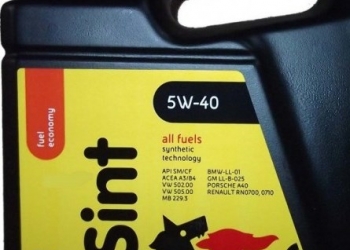 fuel
economy
Sint
5W-40
all fuels
synthetic
technology
API SM/CF
ACEA A3/B4
VW 502.00
VW 505.00
MB 229.3
BMW-LL-01
GM LL-B-025
PORSCHE A40
RENAULT RN0700, 0710